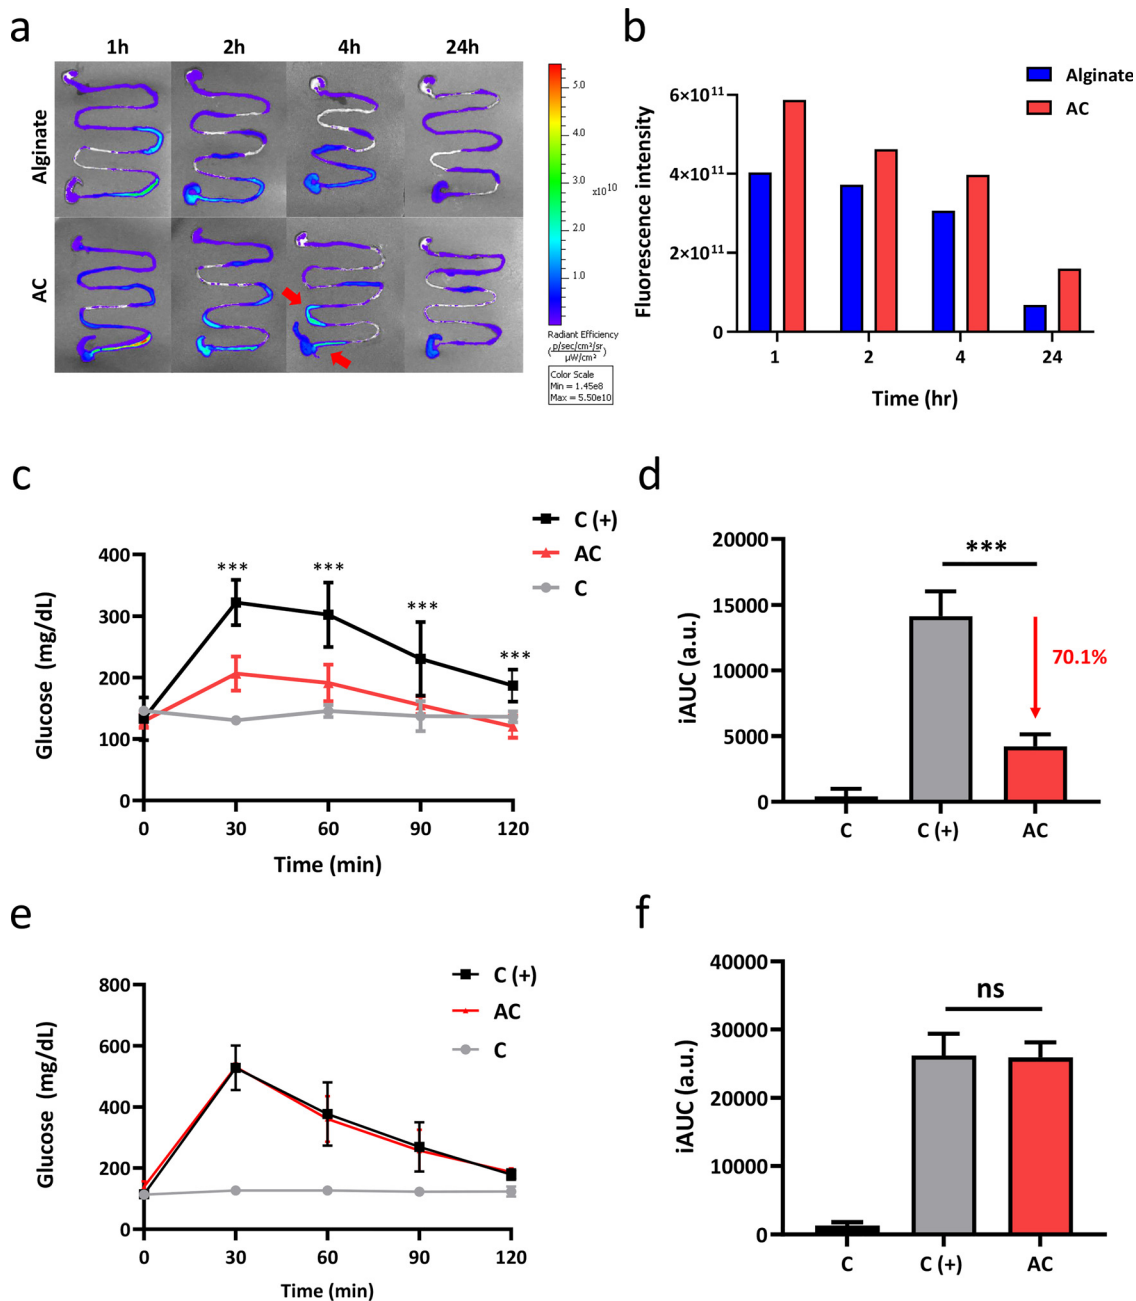 a
1h 2h 4h 24h
Alginate
AC
5.0
4.0
3.0
x10¹⁰
2.0
1.0
Radiant Efficiency
(p/sec/cm²/sr / µW/cm²)
Color Scale
Min = 1.45e8
Max = 5.50e10
b
Alginate
AC
Fluorescence intensity
6×10¹¹
4×10¹¹
2×10¹¹
0
1 2 4 24
Time (hr)
c
C (+)
AC
C
Glucose (mg/dL)
400
300
200
100
0
*** *** *** ***
0 30 60 90 120
Time (min)
d
iAUC (a.u.)
20000
15000
10000
5000
0
***
70.1%
C C (+) AC
e
C (+)
AC
C
Glucose (mg/dL)
800
600
400
200
0
0 30 60 90 120
Time (min)
f
iAUC (a.u.)
40000
30000
20000
10000
0
ns
C C (+) AC